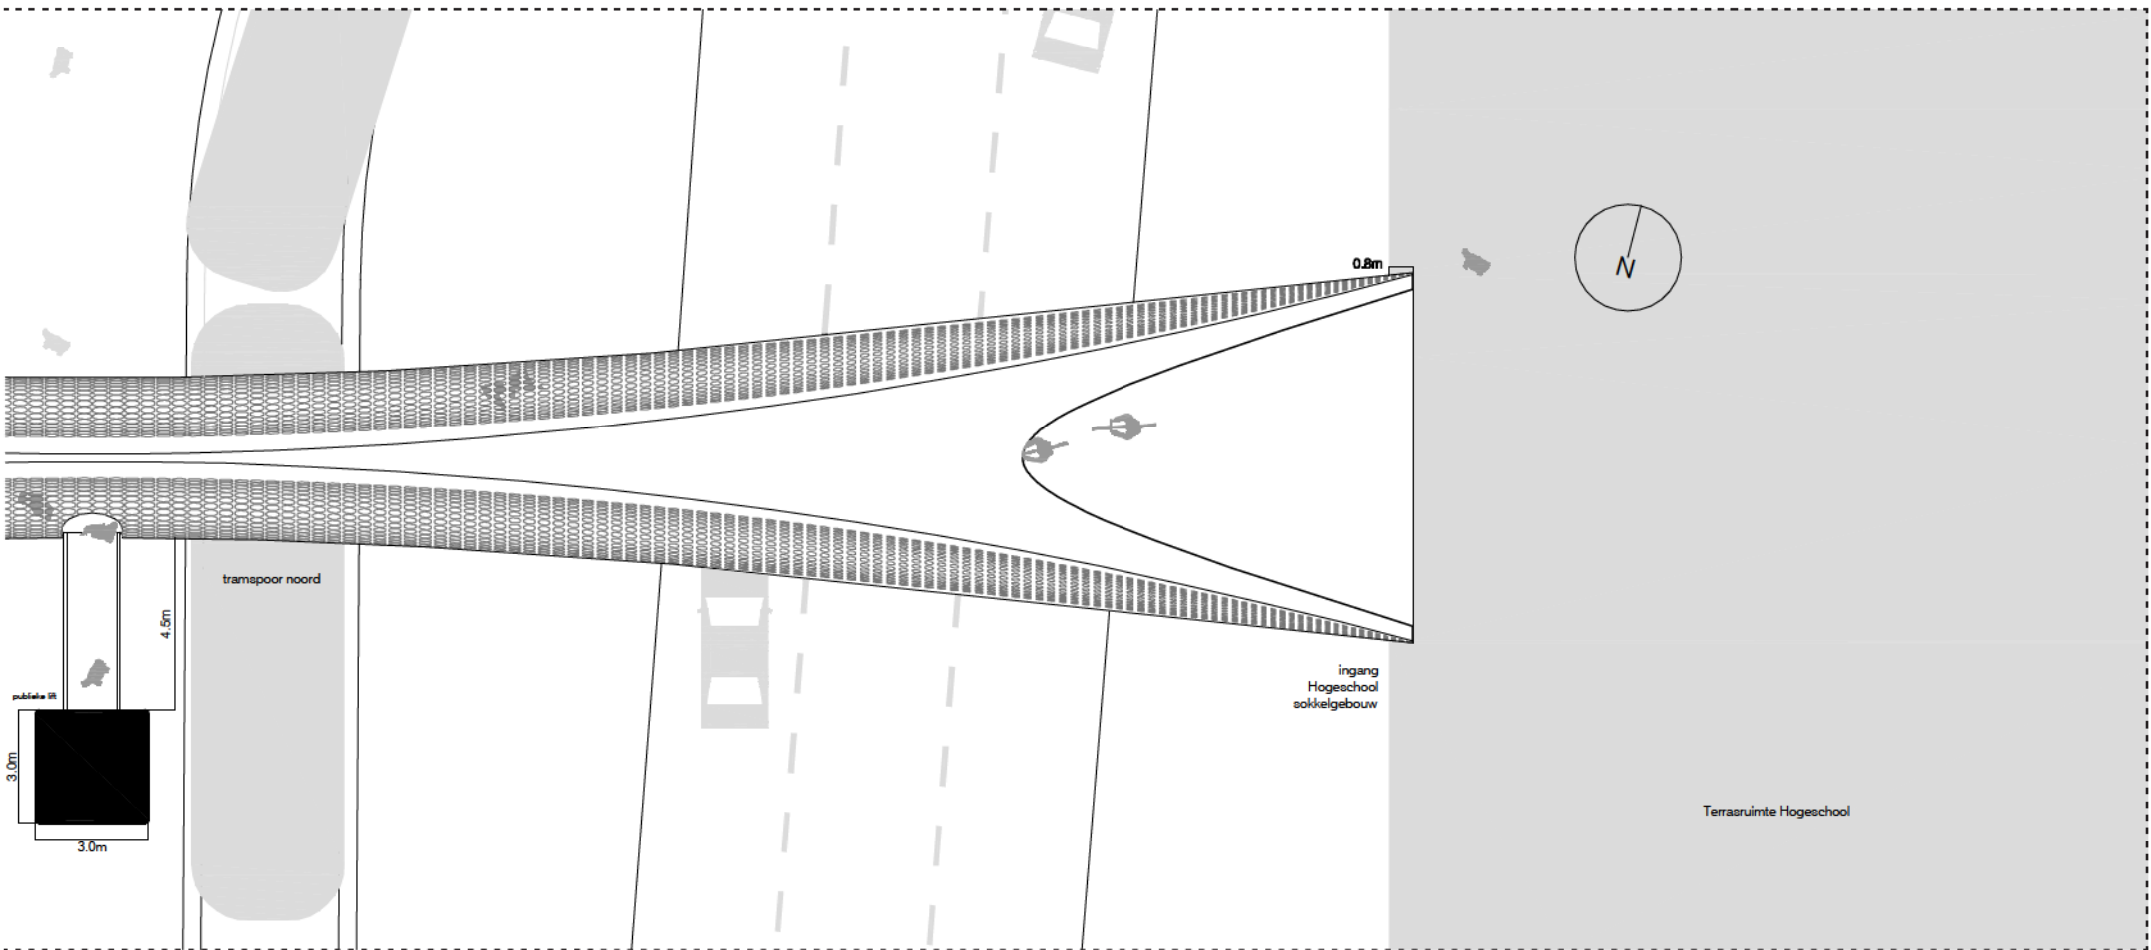 0.8m
N
tramspoor noord
4.5m
publieke lift
3.0m
3.0m
ingang
Hogeschool
sokkelgebouw
Terrasruimte Hogeschool